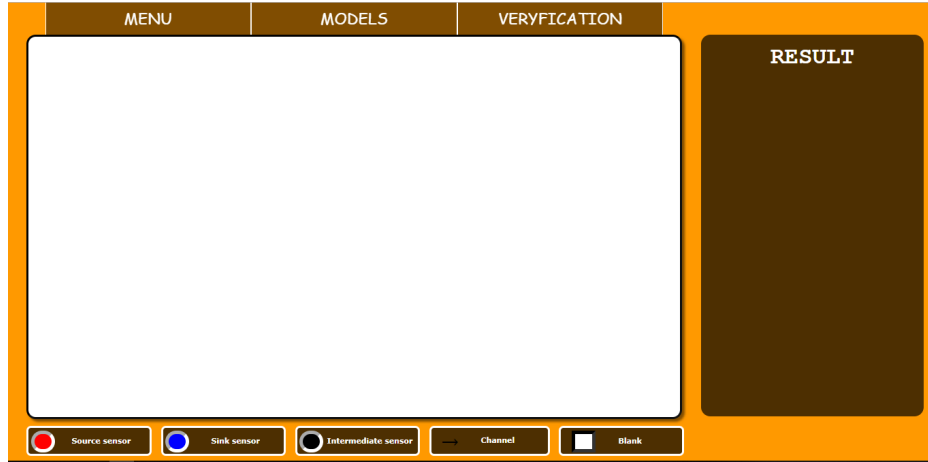 MENU
MODELS
VERYFICATION
RESULT
Source sensor
Sink sensor
Intermediate sensor
→ Channel
Blank